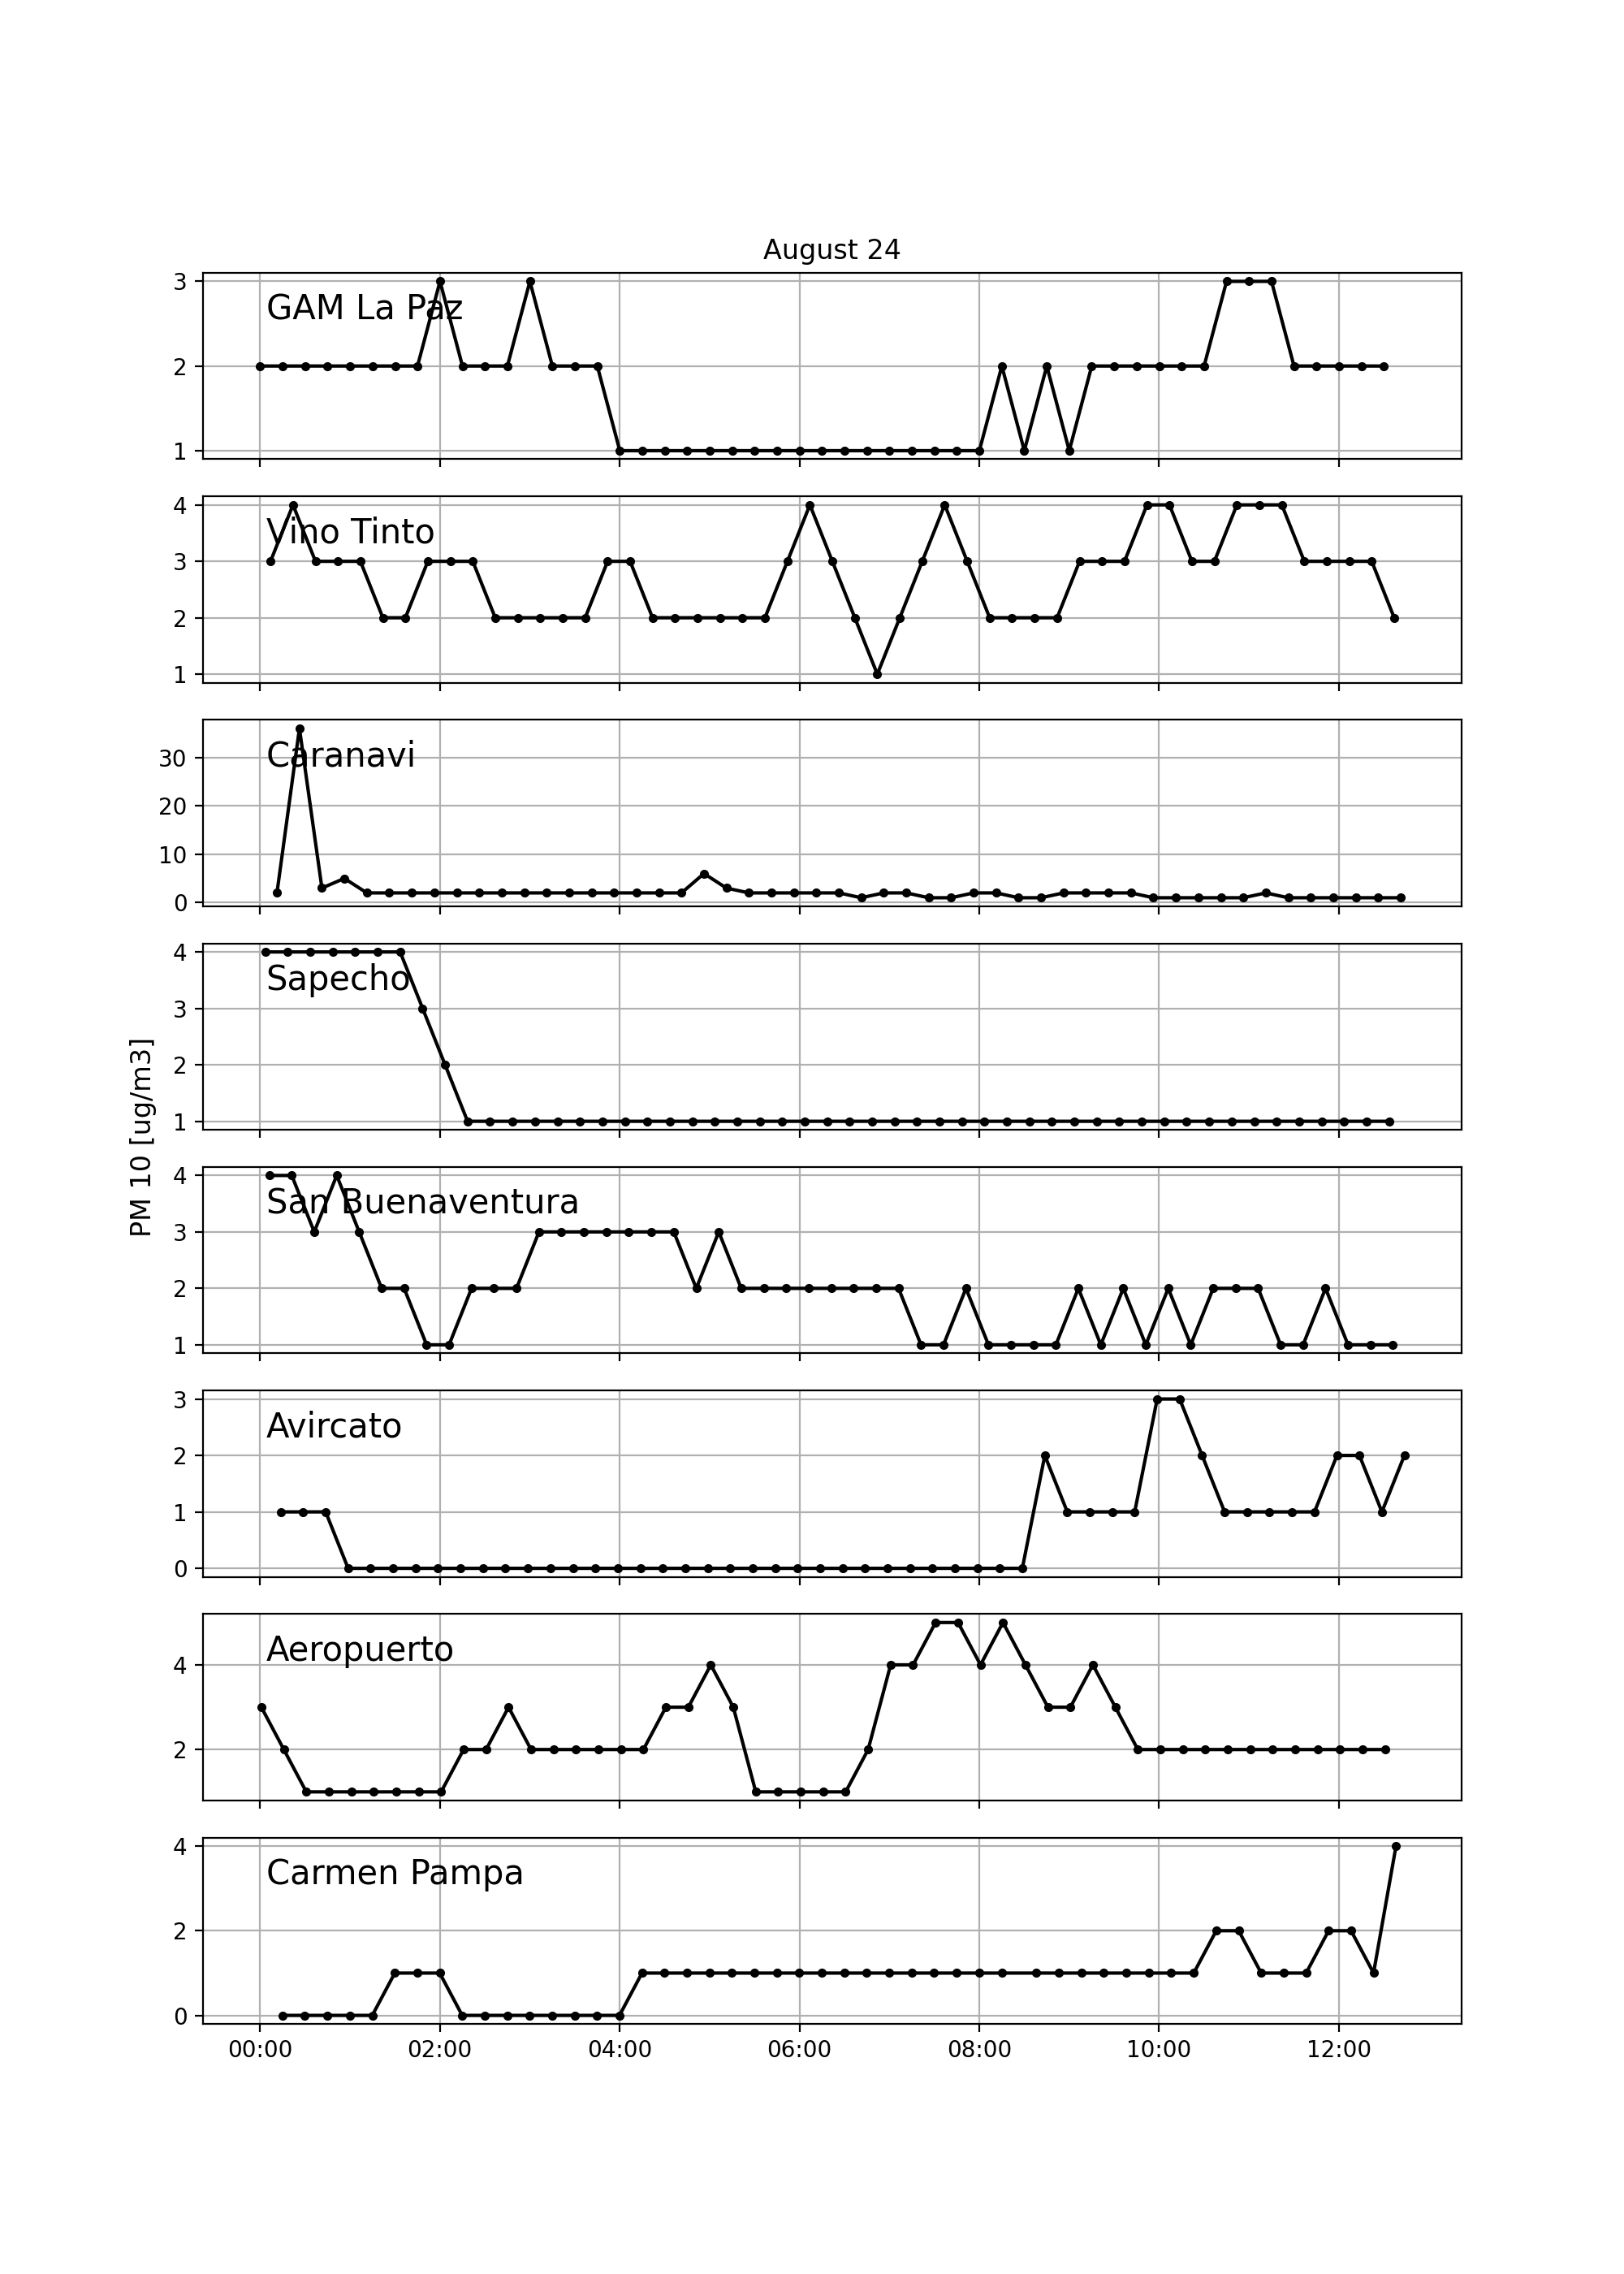 August 24
3
GAM La Paz
2
1
4
Vino Tinto
3
2
1
30
Caranavi
20
10
0
4
Sapecho
3
2
1
PM 10 [ug/m3]
4
San Buenaventura
3
2
1
3
Avircato
2
1
0
Aeropuerto
4
2
4
Carmen Pampa
2
0
00:00 02:00 04:00 06:00 08:00 10:00 12:00